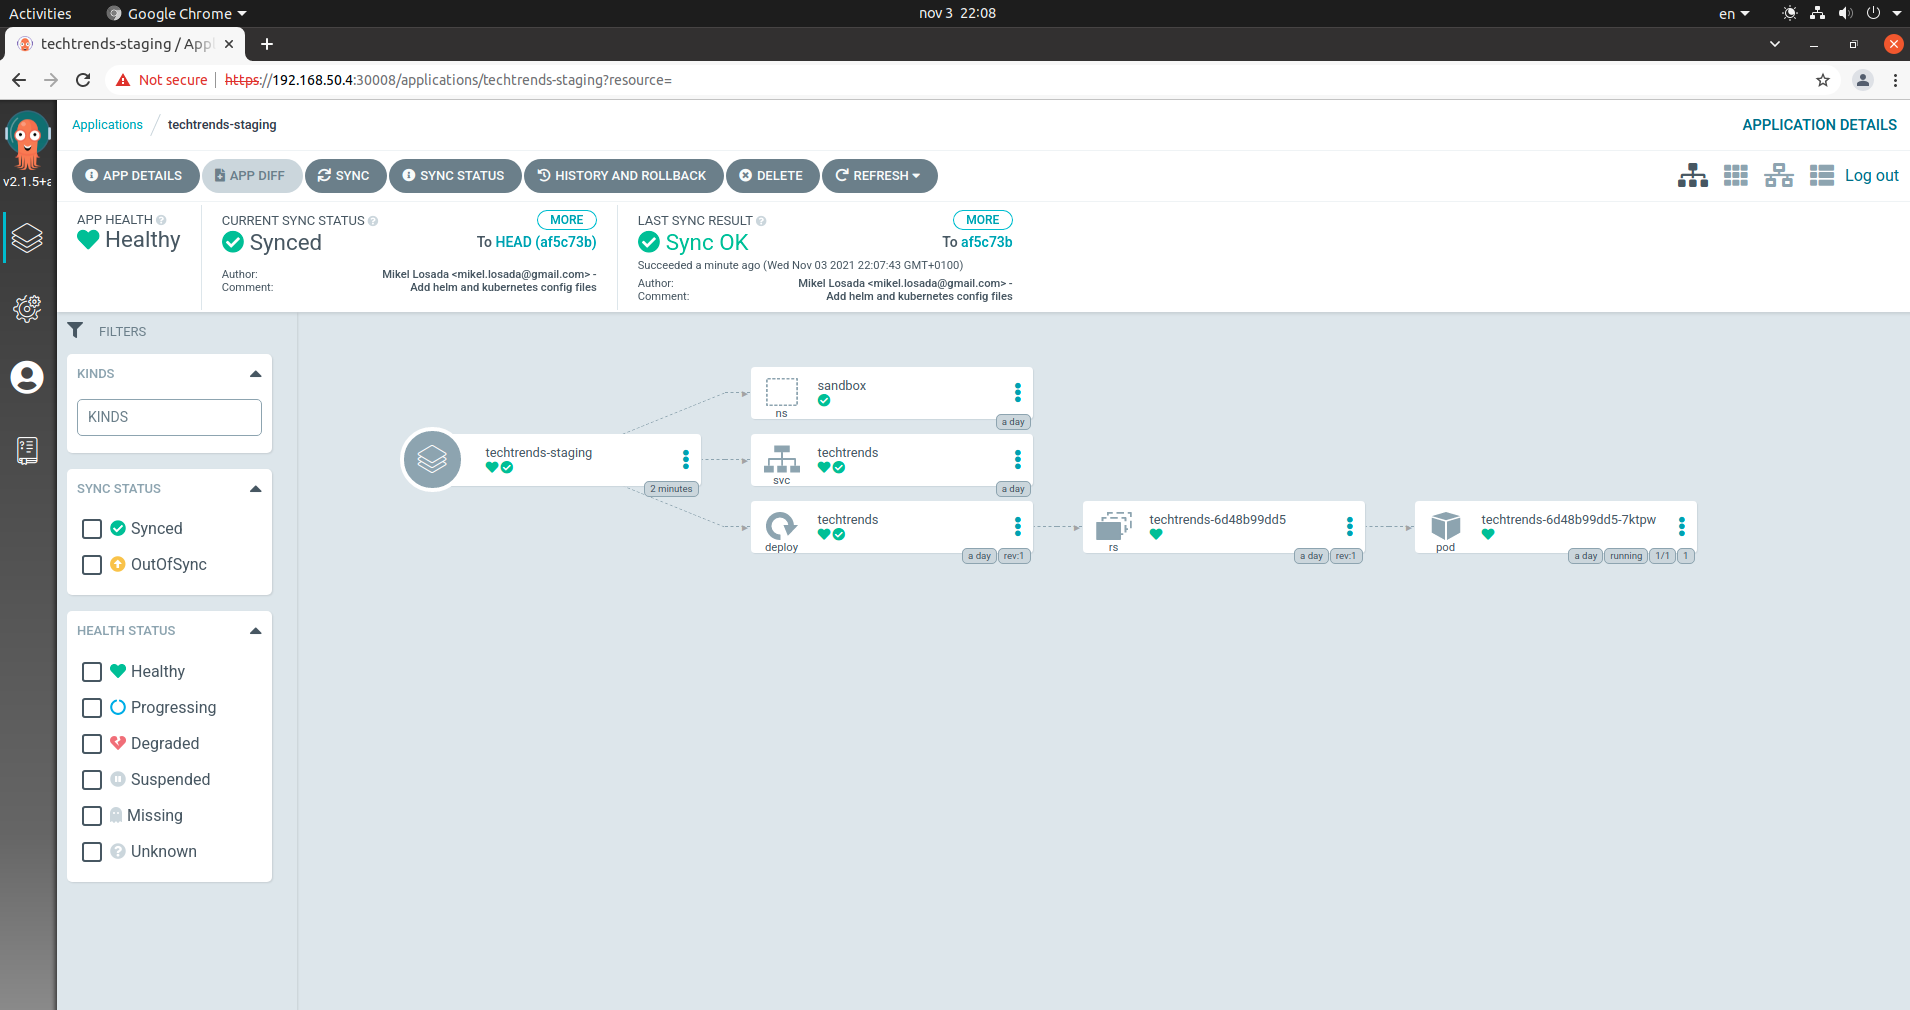 Activities
Google Chrome
nov 3 22:08
en
techtrends-staging / Appl
Not secure
https://192.168.50.4:30008/applications/techtrends-staging?resource=
v2.1.5+a
Applications
techtrends-staging
APPLICATION DETAILS
APP DETAILS
APP DIFF
SYNC
SYNC STATUS
HISTORY AND ROLLBACK
DELETE
REFRESH
Log out
APP HEALTH
Healthy
CURRENT SYNC STATUS
MORE
Synced
To HEAD (af5c73b)
Author: Mikel Losada <mikel.losada@gmail.com> -
Comment: Add helm and kubernetes config files
LAST SYNC RESULT
MORE
Sync OK
To af5c73b
Succeeded a minute ago (Wed Nov 03 2021 22:07:43 GMT+0100)
Author: Mikel Losada <mikel.losada@gmail.com> -
Comment: Add helm and kubernetes config files
FILTERS
KINDS
KINDS
SYNC STATUS
Synced
OutOfSync
HEALTH STATUS
Healthy
Progressing
Degraded
Suspended
Missing
Unknown
techtrends-staging
2 minutes
sandbox
ns
a day
techtrends
svc
a day
techtrends
deploy
a day
rev:1
techtrends-6d48b99dd5
rs
a day
rev:1
techtrends-6d48b99dd5-7ktpw
pod
a day
running
1/1
1